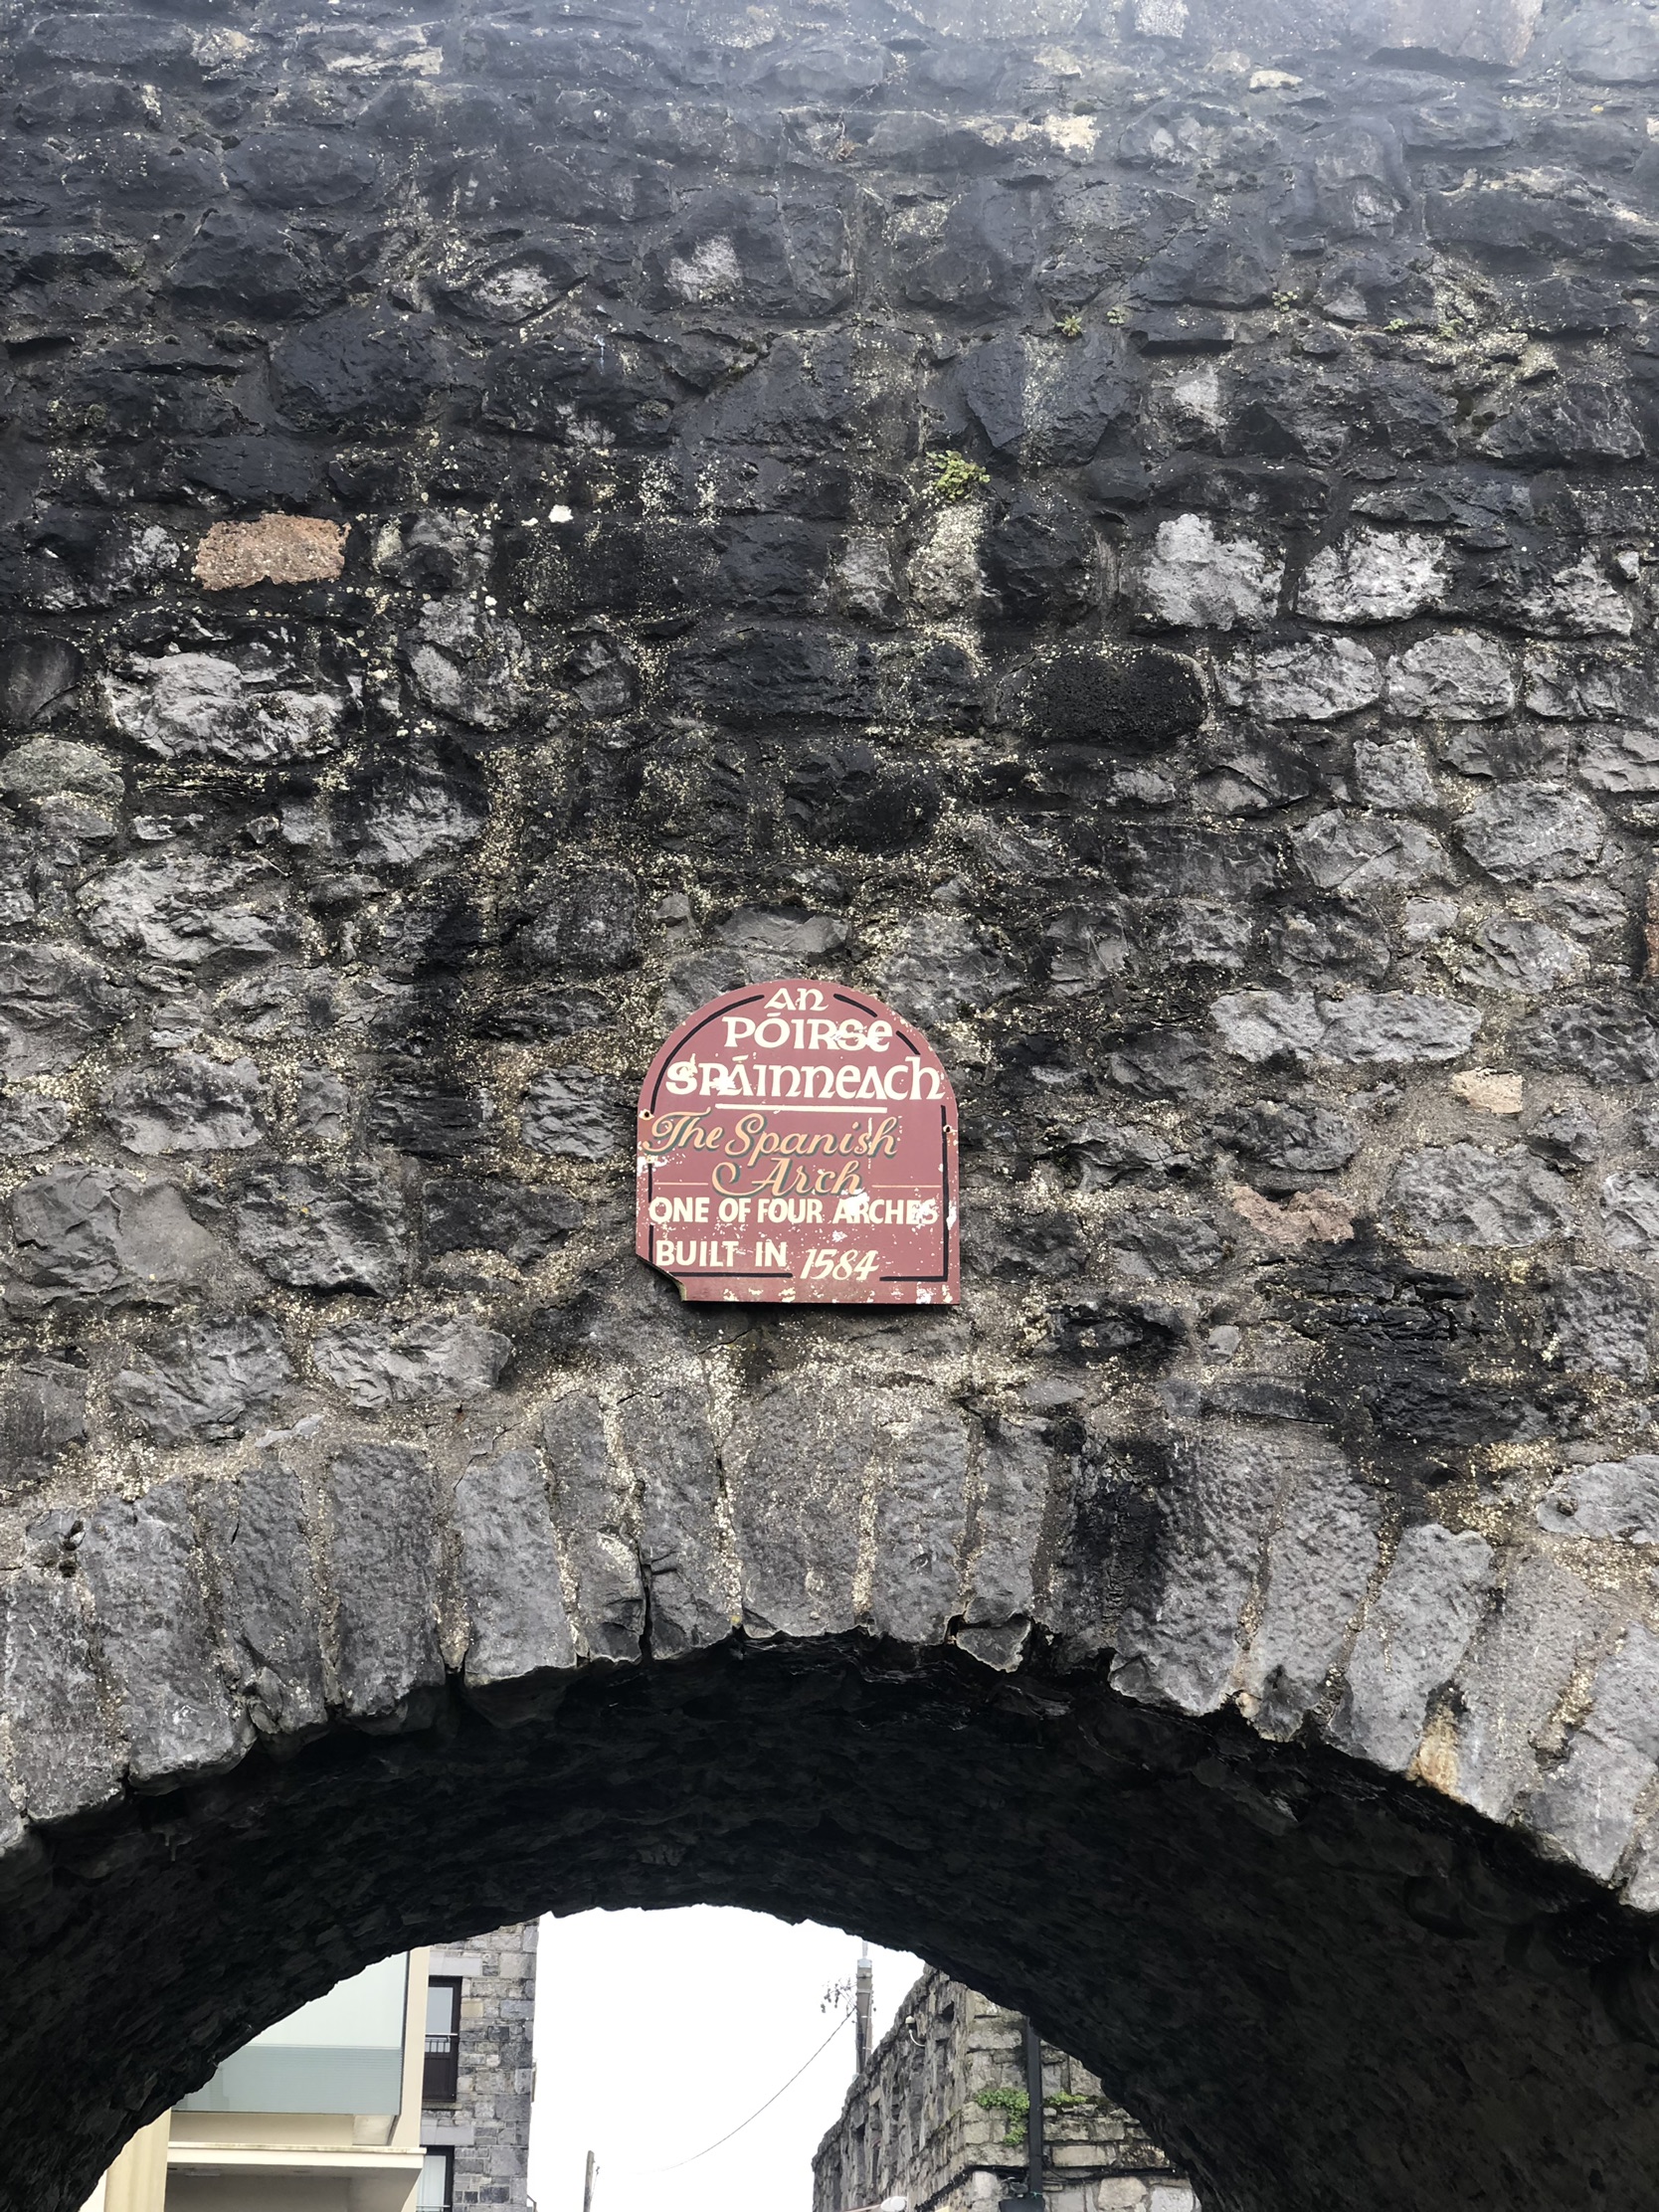 An
Póirse
Spáinneach
The Spanish
Arch
ONE OF FOUR ARCHES
BUILT IN 1584